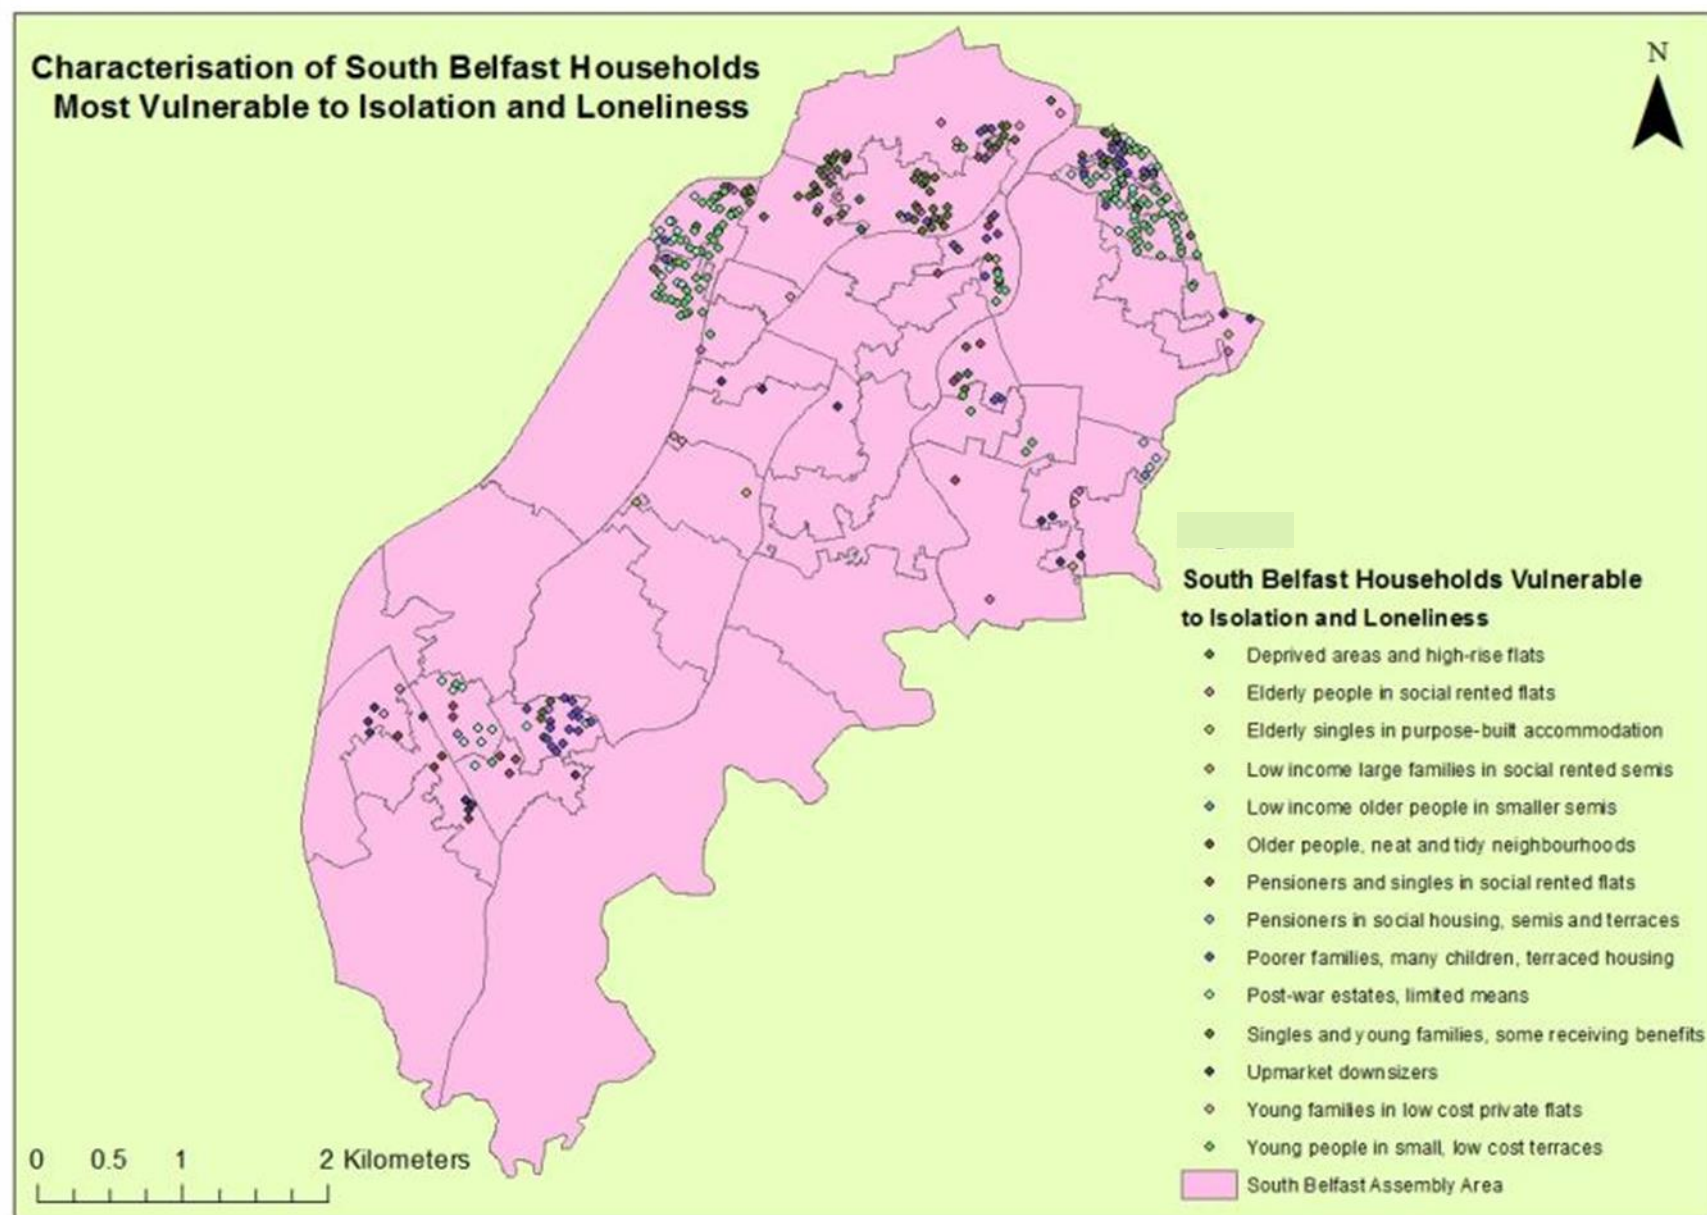 Characterisation of South Belfast Households
Most Vulnerable to Isolation and Loneliness
N
South Belfast Households Vulnerable
to Isolation and Loneliness
Deprived areas and high-rise flats
Elderly people in social rented flats
Elderly singles in purpose-built accommodation
Low income large families in social rented semis
Low income older people in smaller semis
Older people, neat and tidy neighbourhoods
Pensioners and singles in social rented flats
Pensioners in social housing, semis and terraces
Poorer families, many children, terraced housing
Post-war estates, limited means
Singles and young families, some receiving benefits
Upmarket downsizers
Young families in low cost private flats
Young people in small, low cost terraces
South Belfast Assembly Area
0 0.5 1 2 Kilometers